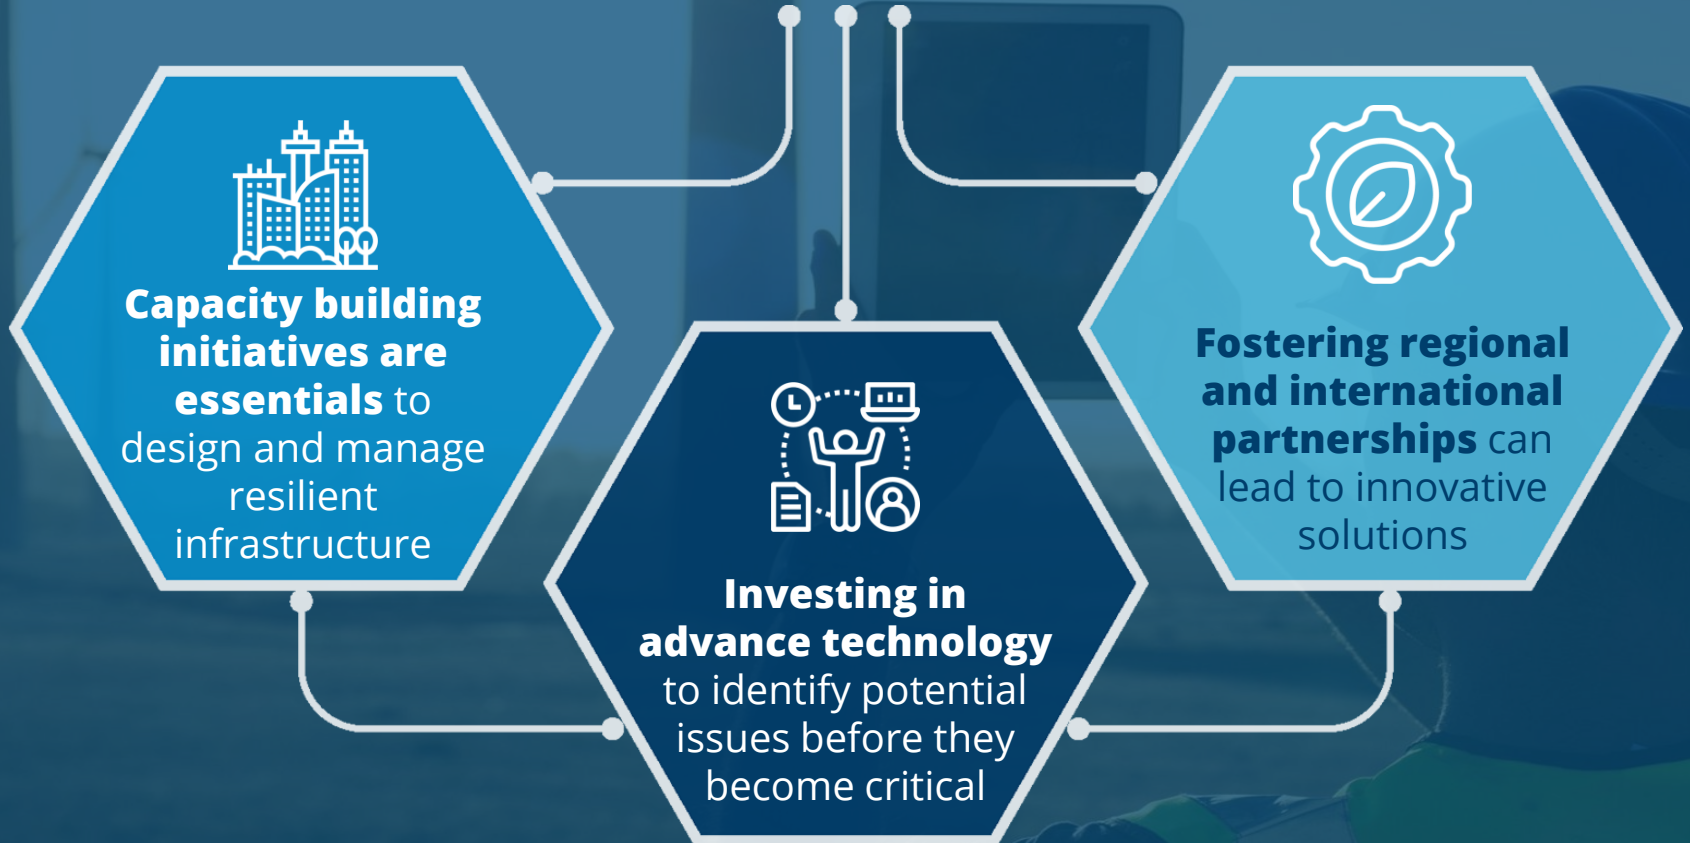 Capacity building
initiatives are
essentials to
design and manage
resilient
infrastructure
Investing in
advance technology
to identify potential
issues before they
become critical
Fostering regional
and international
partnerships can
lead to innovative
solutions